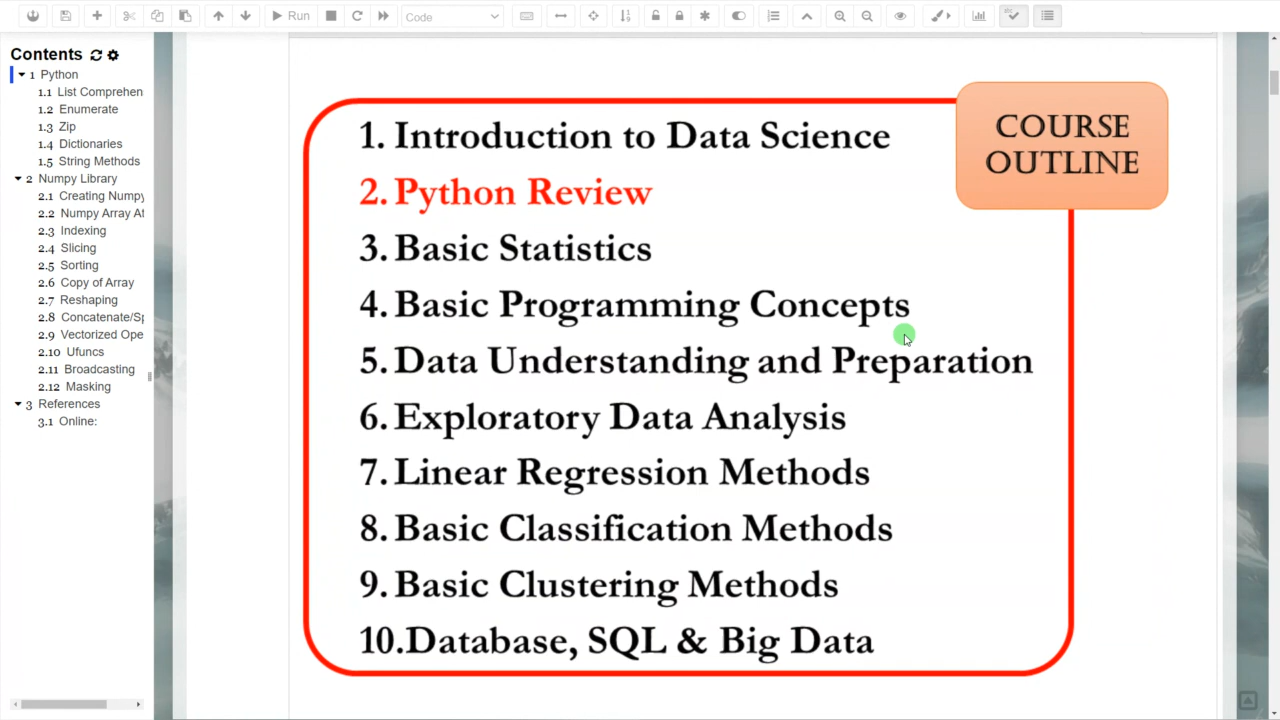 Run
Code
Contents
1 Python
1.1 List Comprehen
1.2 Enumerate
1.3 Zip
1.4 Dictionaries
1.5 String Methods
2 Numpy Library
2.1 Creating Numpy
2.2 Numpy Array At
2.3 Indexing
2.4 Slicing
2.5 Sorting
2.6 Copy of Array
2.7 Reshaping
2.8 Concatenate/Sp
2.9 Vectorized Ope
2.10 Ufuncs
2.11 Broadcasting
2.12 Masking
3 References
3.1 Online:
COURSE
OUTLINE
1. Introduction to Data Science
2. Python Review
3. Basic Statistics
4. Basic Programming Concepts
5. Data Understanding and Preparation
6. Exploratory Data Analysis
7. Linear Regression Methods
8. Basic Classification Methods
9. Basic Clustering Methods
10.Database, SQL & Big Data